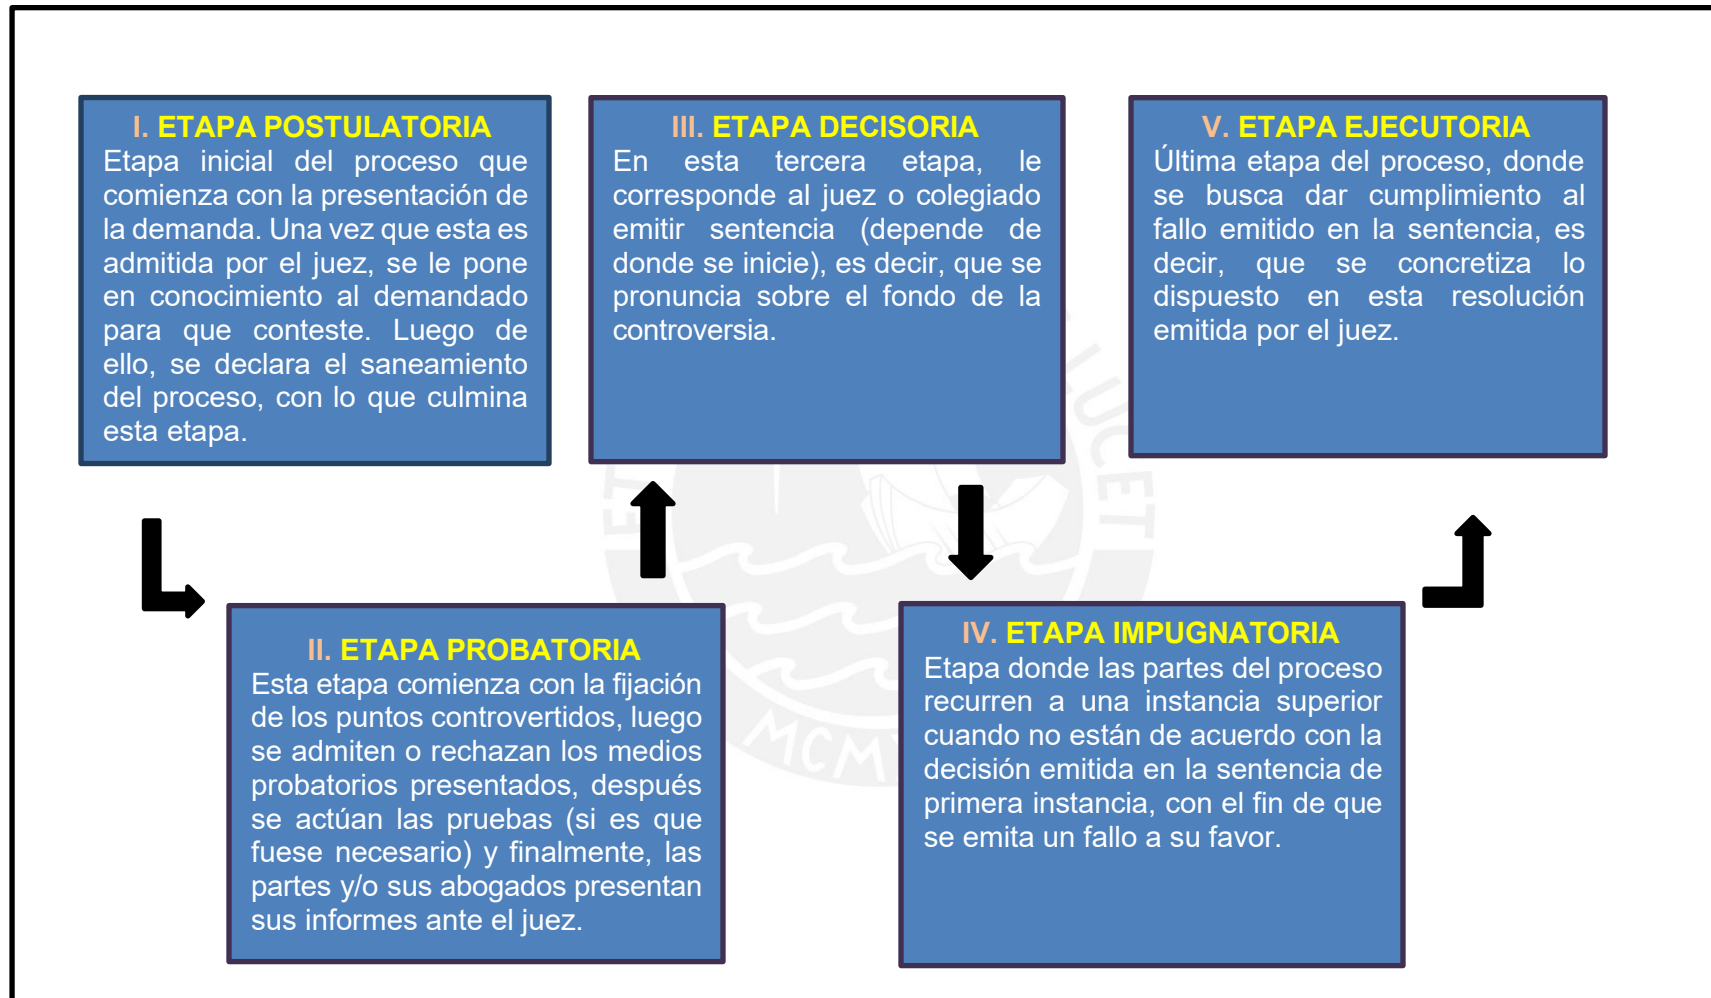 I. ETAPA POSTULATORIA
Etapa inicial del proceso que
comienza con la presentación de
la demanda. Una vez que esta es
admitida por el juez, se le pone
en conocimiento al demandado
para que conteste. Luego de
ello, se declara el saneamiento
del proceso, con lo que culmina
esta etapa.
II. ETAPA PROBATORIA
Esta etapa comienza con la fijación
de los puntos controvertidos, luego
se admiten o rechazan los medios
probatorios presentados, después
se actúan las pruebas (si es que
fuese necesario) y finalmente, las
partes y/o sus abogados presentan
sus informes ante el juez.
III. ETAPA DECISORIA
En esta tercera etapa, le
corresponde al juez o colegiado
emitir sentencia (depende de
donde se inicie), es decir, que se
pronuncia sobre el fondo de la
controversia.
IV. ETAPA IMPUGNATORIA
Etapa donde las partes del proceso
recurren a una instancia superior
cuando no están de acuerdo con la
decisión emitida en la sentencia de
primera instancia, con el fin de que
se emita un fallo a su favor.
V. ETAPA EJECUTORIA
Última etapa del proceso, donde
se busca dar cumplimiento al
fallo emitido en la sentencia, es
decir, que se concretiza lo
dispuesto en esta resolución
emitida por el juez.
ET
LUCET
MCM